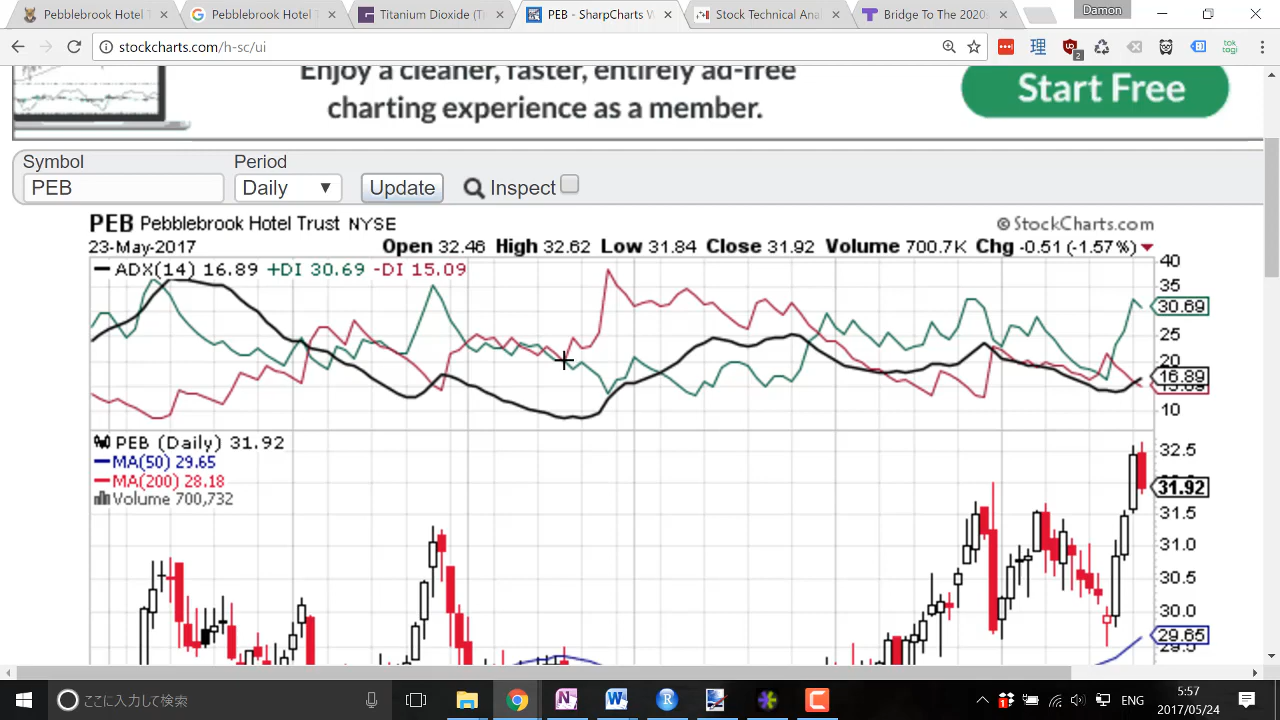 Pebblebrook Hotel T
Pebblebrook Hotel T
Titanium Dioxide (T
PEB - SharpCharts W
Stock Technical Ana
Bridge To The 2020s
Damon
stockcharts.com/h-sc/ui
Enjoy a cleaner, faster, entirely ad-free
charting experience as a member.
Start Free
Symbol
Period
PEB
Daily
Update
Inspect
PEB Pebblebrook Hotel Trust NYSE
© StockCharts.com
23-May-2017
Open 32.46 High 32.62 Low 31.84 Close 31.92 Volume 700.7K Chg -0.51 (-1.57%)
ADX(14) 16.89 +DI 30.69 -DI 15.09
40
35
30.69
25
20
16.89
10
PEB (Daily) 31.92
MA(50) 29.65
MA(200) 28.18
Volume 700,732
32.5
31.92
31.5
31.0
30.5
30.0
29.65
29.5
ここに入力して検索
ENG
5:57
2017/05/24